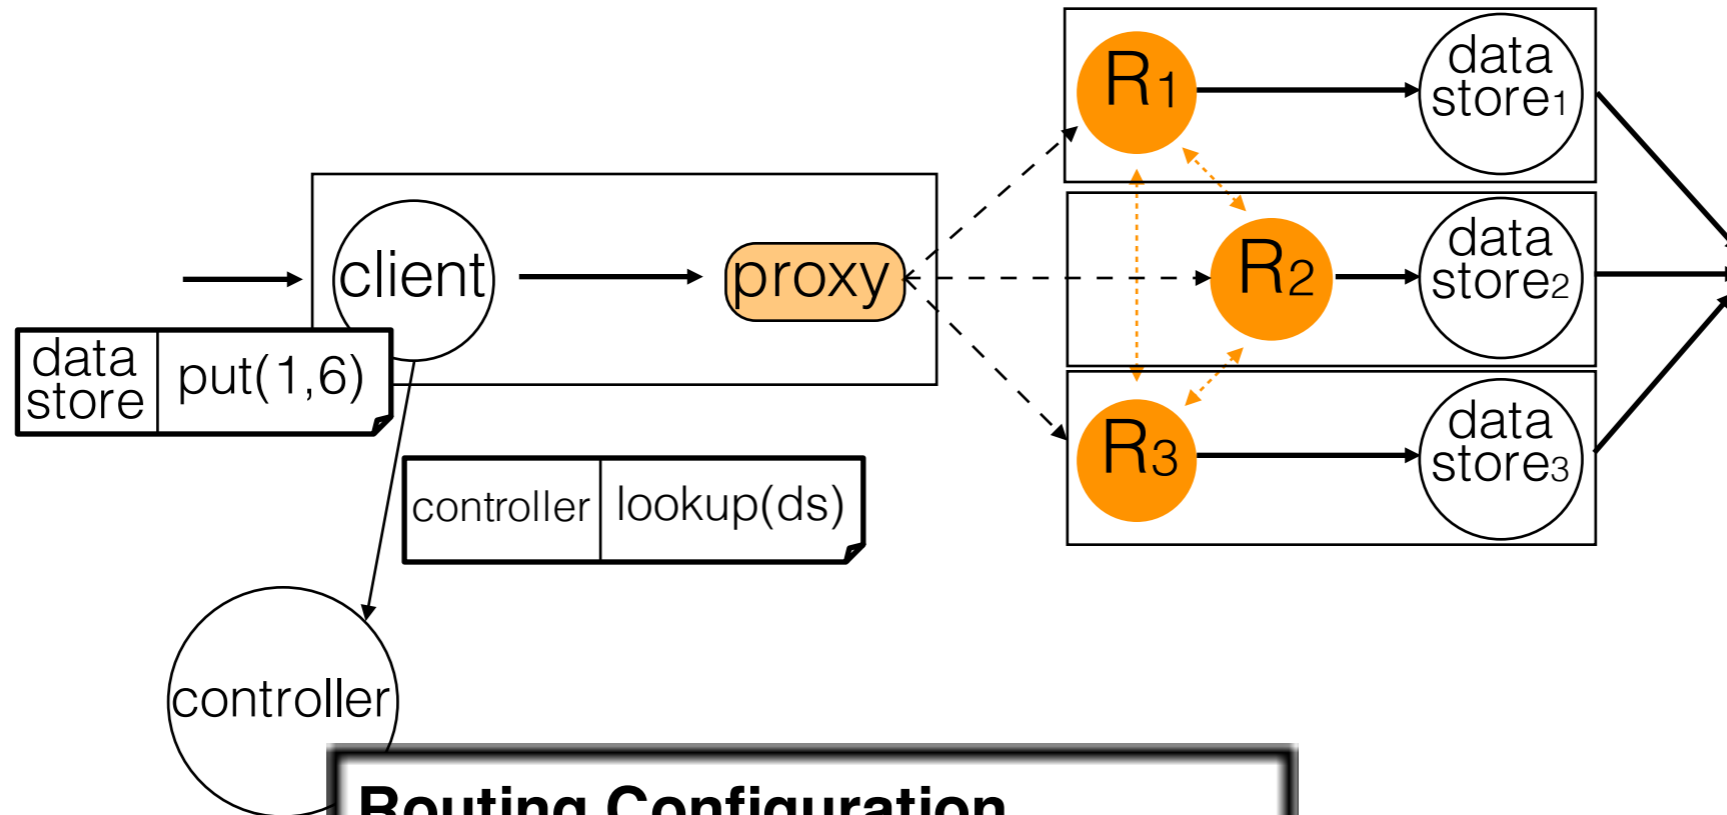 R1
data
store1
client
proxy
R2
data
store2
data
store
put(1,6)
R3
data
store3
controller
lookup(ds)
controller
Routing Configuration